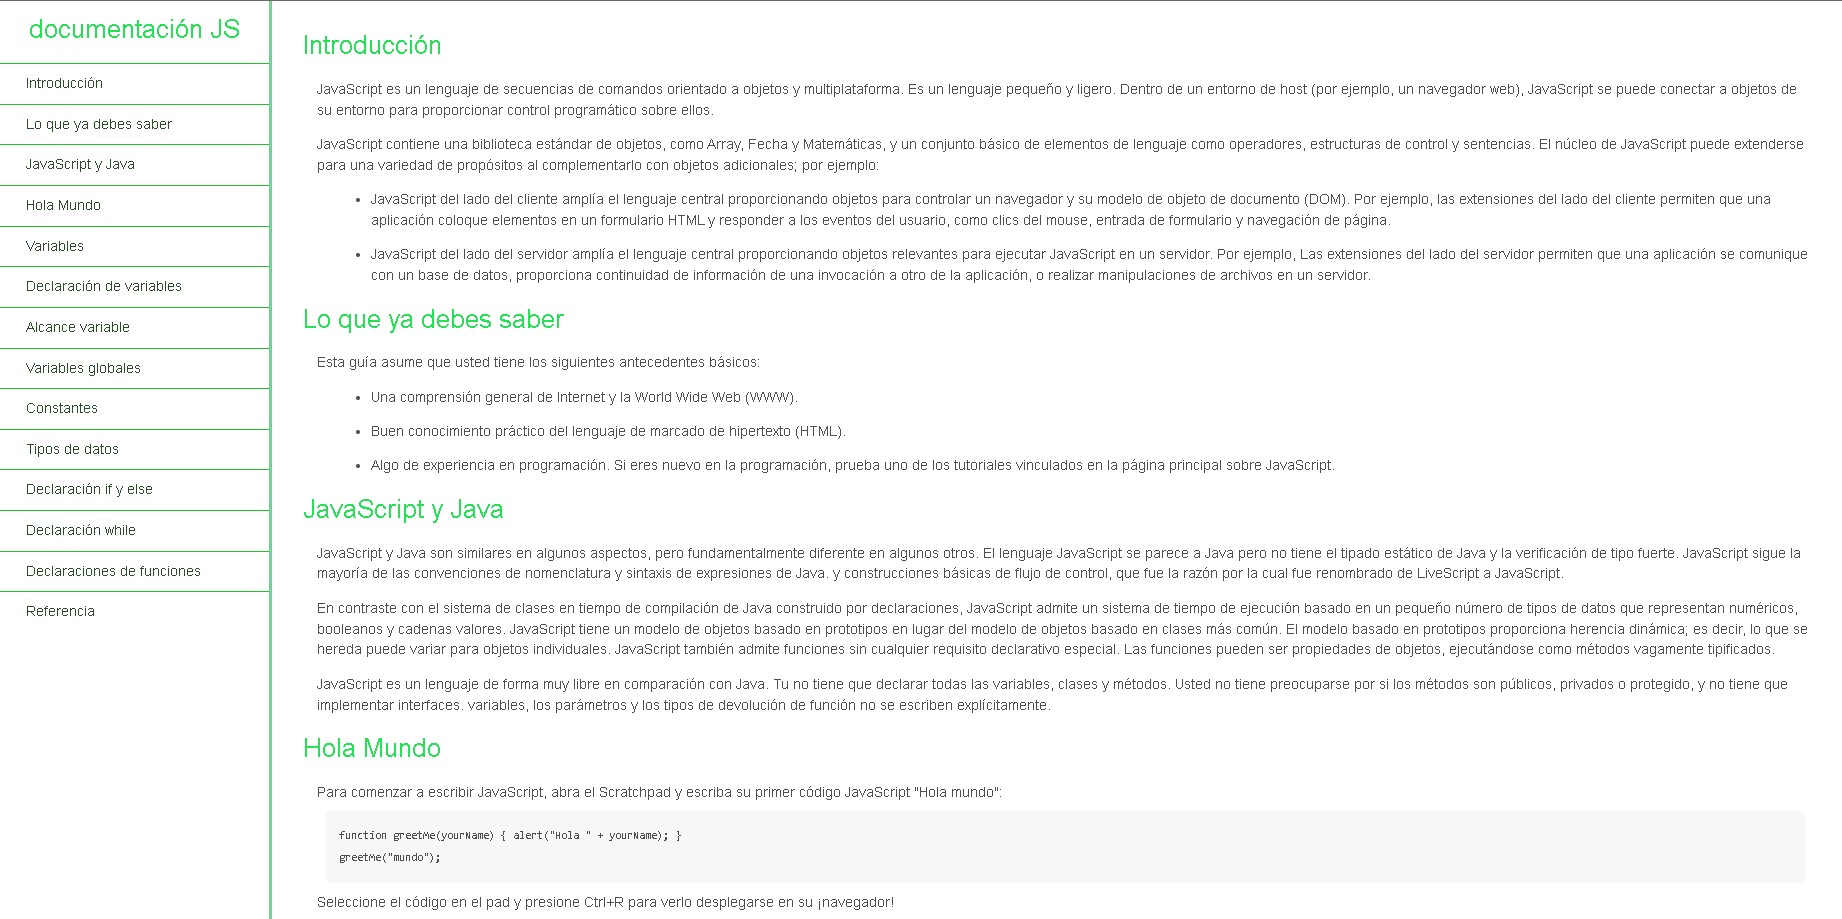 documentación JS
Introducción
Lo que ya debes saber
JavaScript y Java
Hola Mundo
Variables
Declaración de variables
Alcance variable
Variables globales
Constantes
Tipos de datos
Declaración if y else
Declaración while
Declaraciones de funciones
Referencia
Introducción
JavaScript es un lenguaje de secuencias de comandos orientado a objetos y multiplataforma. Es un lenguaje pequeño y ligero. Dentro de un entorno de host (por ejemplo, un navegador web), JavaScript se puede conectar a objetos de
su entorno para proporcionar control programático sobre ellos.
JavaScript contiene una biblioteca estándar de objetos, como Array, Fecha y Matemáticas, y un conjunto básico de elementos de lenguaje como operadores, estructuras de control y sentencias. El núcleo de JavaScript puede extenderse
para una variedad de propósitos al complementarlo con objetos adicionales; por ejemplo:
• JavaScript del lado del cliente amplía el lenguaje central proporcionando objetos para controlar un navegador y su modelo de objeto de documento (DOM). Por ejemplo, las extensiones del lado del cliente permiten que una
aplicación coloque elementos en un formulario HTML y responder a los eventos del usuario, como clics del mouse, entrada de formulario y navegación de página.
• JavaScript del lado del servidor amplía el lenguaje central proporcionando objetos relevantes para ejecutar JavaScript en un servidor. Por ejemplo, Las extensiones del lado del servidor permiten que una aplicación se comunique
con un base de datos, proporciona continuidad de información de una invocación a otro de la aplicación, o realizar manipulaciones de archivos en un servidor.
Lo que ya debes saber
Esta guía asume que usted tiene los siguientes antecedentes básicos:
• Una comprensión general de Internet y la World Wide Web (WWW).
• Buen conocimiento práctico del lenguaje de marcado de hipertexto (HTML).
• Algo de experiencia en programación. Si eres nuevo en la programación, prueba uno de los tutoriales vinculados en la página principal sobre JavaScript.
JavaScript y Java
JavaScript y Java son similares en algunos aspectos, pero fundamentalmente diferente en algunos otros. El lenguaje JavaScript se parece a Java pero no tiene el tipado estático de Java y la verificación de tipo fuerte. JavaScript sigue la
mayoría de las convenciones de nomenclatura y sintaxis de expresiones de Java. y construcciones básicas de flujo de control, que fue la razón por la cual fue renombrado de LiveScript a JavaScript.
En contraste con el sistema de clases en tiempo de compilación de Java construido por declaraciones, JavaScript admite un sistema de tiempo de ejecución basado en un pequeño número de tipos de datos que representan numéricos,
booleanos y cadenas valores. JavaScript tiene un modelo de objetos basado en prototipos en lugar del modelo de objetos basado en clases más común. El modelo basado en prototipos proporciona herencia dinámica; es decir, lo que se
hereda puede variar para objetos individuales. JavaScript también admite funciones sin cualquier requisito declarativo especial. Las funciones pueden ser propiedades de objetos, ejecutándose como métodos vagamente tipificados.
JavaScript es un lenguaje de forma muy libre en comparación con Java. Tu no tiene que declarar todas las variables, clases y métodos. Usted no tiene preocuparse por si los métodos son públicos, privados o protegido, y no tiene que
implementar interfaces. variables, los parámetros y los tipos de devolución de función no se escriben explícitamente.
Hola Mundo
Para comenzar a escribir JavaScript, abra el Scratchpad y escriba su primer código JavaScript "Hola mundo":
function greetMe(yourName) { alert("Hola " + yourName); }
greetMe("mundo");
Seleccione el código en el pad y presione Ctrl+R para verlo desplegarse en su ¡navegador!